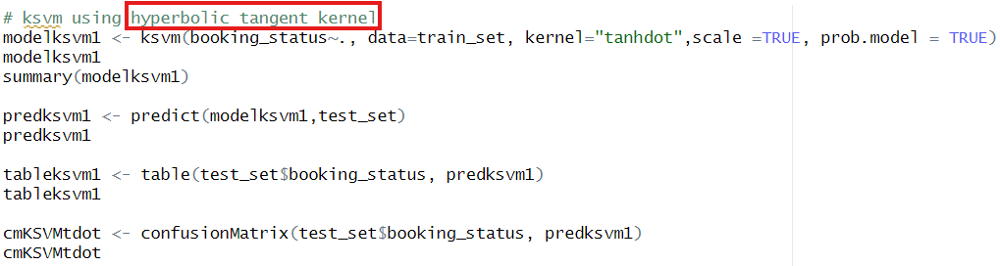 # ksvm using hyperbolic tangent kernel
modelksvm1 <- ksvm(booking_status~., data=train_set, kernel="tanhdot",scale =TRUE, prob.model = TRUE)
modelksvm1
summary(modelksvm1)
predksvm1 <- predict(modelksvm1,test_set)
predksvm1
tableksvm1 <- table(test_set$booking_status, predksvm1)
tableksvm1
cmKSVMtdot <- confusionMatrix(test_set$booking_status, predksvm1)
cmKSVMtdot